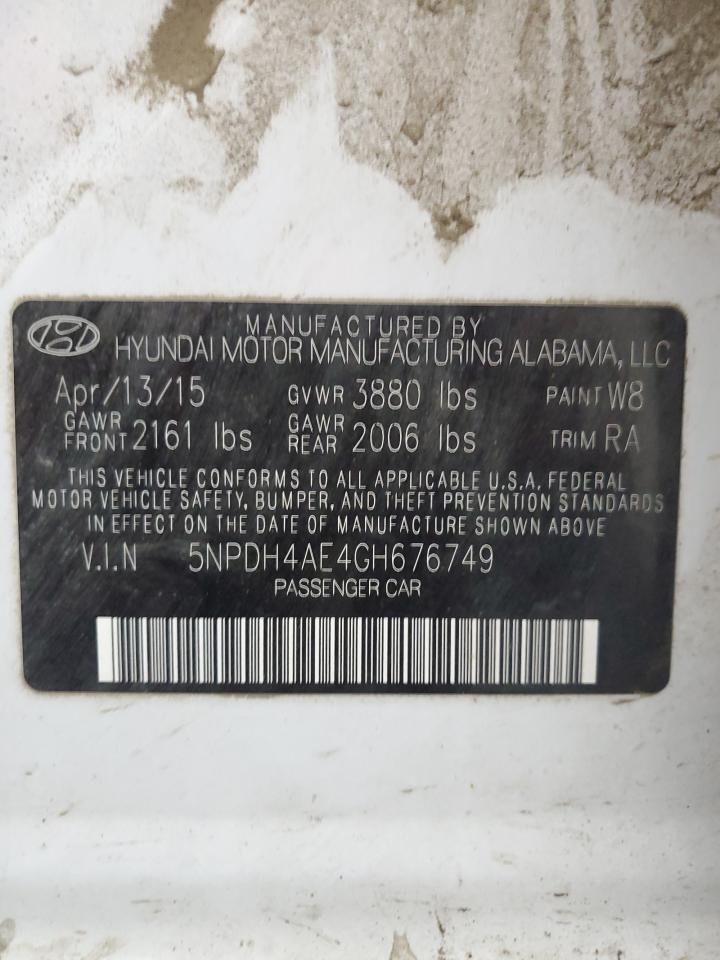 MANUFACTURED BY
HYUNDAI MOTOR MANUFACTURING ALABAMA, LLC
Apr/13/15 GVWR 3880 lbs PAINT W8
GAWR FRONT 2161 lbs GAWR REAR 2006 lbs TRIM RA
THIS VEHICLE CONFORMS TO ALL APPLICABLE U.S.A. FEDERAL
MOTOR VEHICLE SAFETY, BUMPER, AND THEFT PREVENTION STANDARDS
IN EFFECT ON THE DATE OF MANUFACTURE SHOWN ABOVE
V.I.N 5NPDH4AE4GH676749
PASSENGER CAR